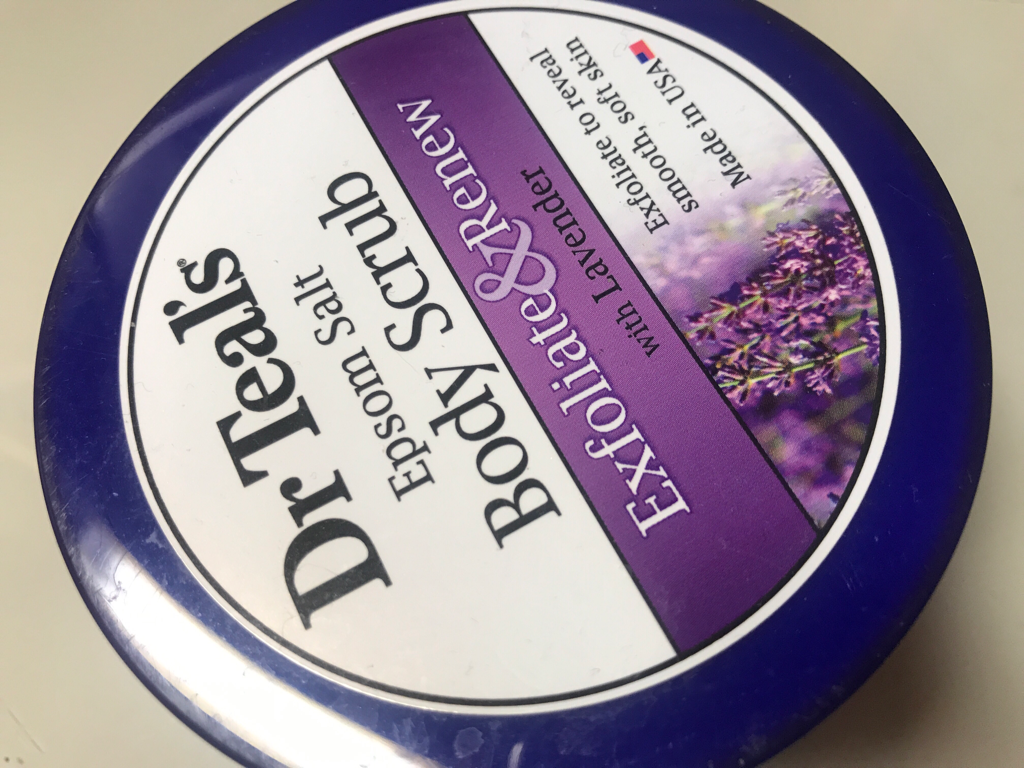 Dr Teal's®
Epsom Salt
Body Scrub
Exfoliate & Renew
with Lavender
Exfoliate to reveal
smooth, soft skin
Made in USA